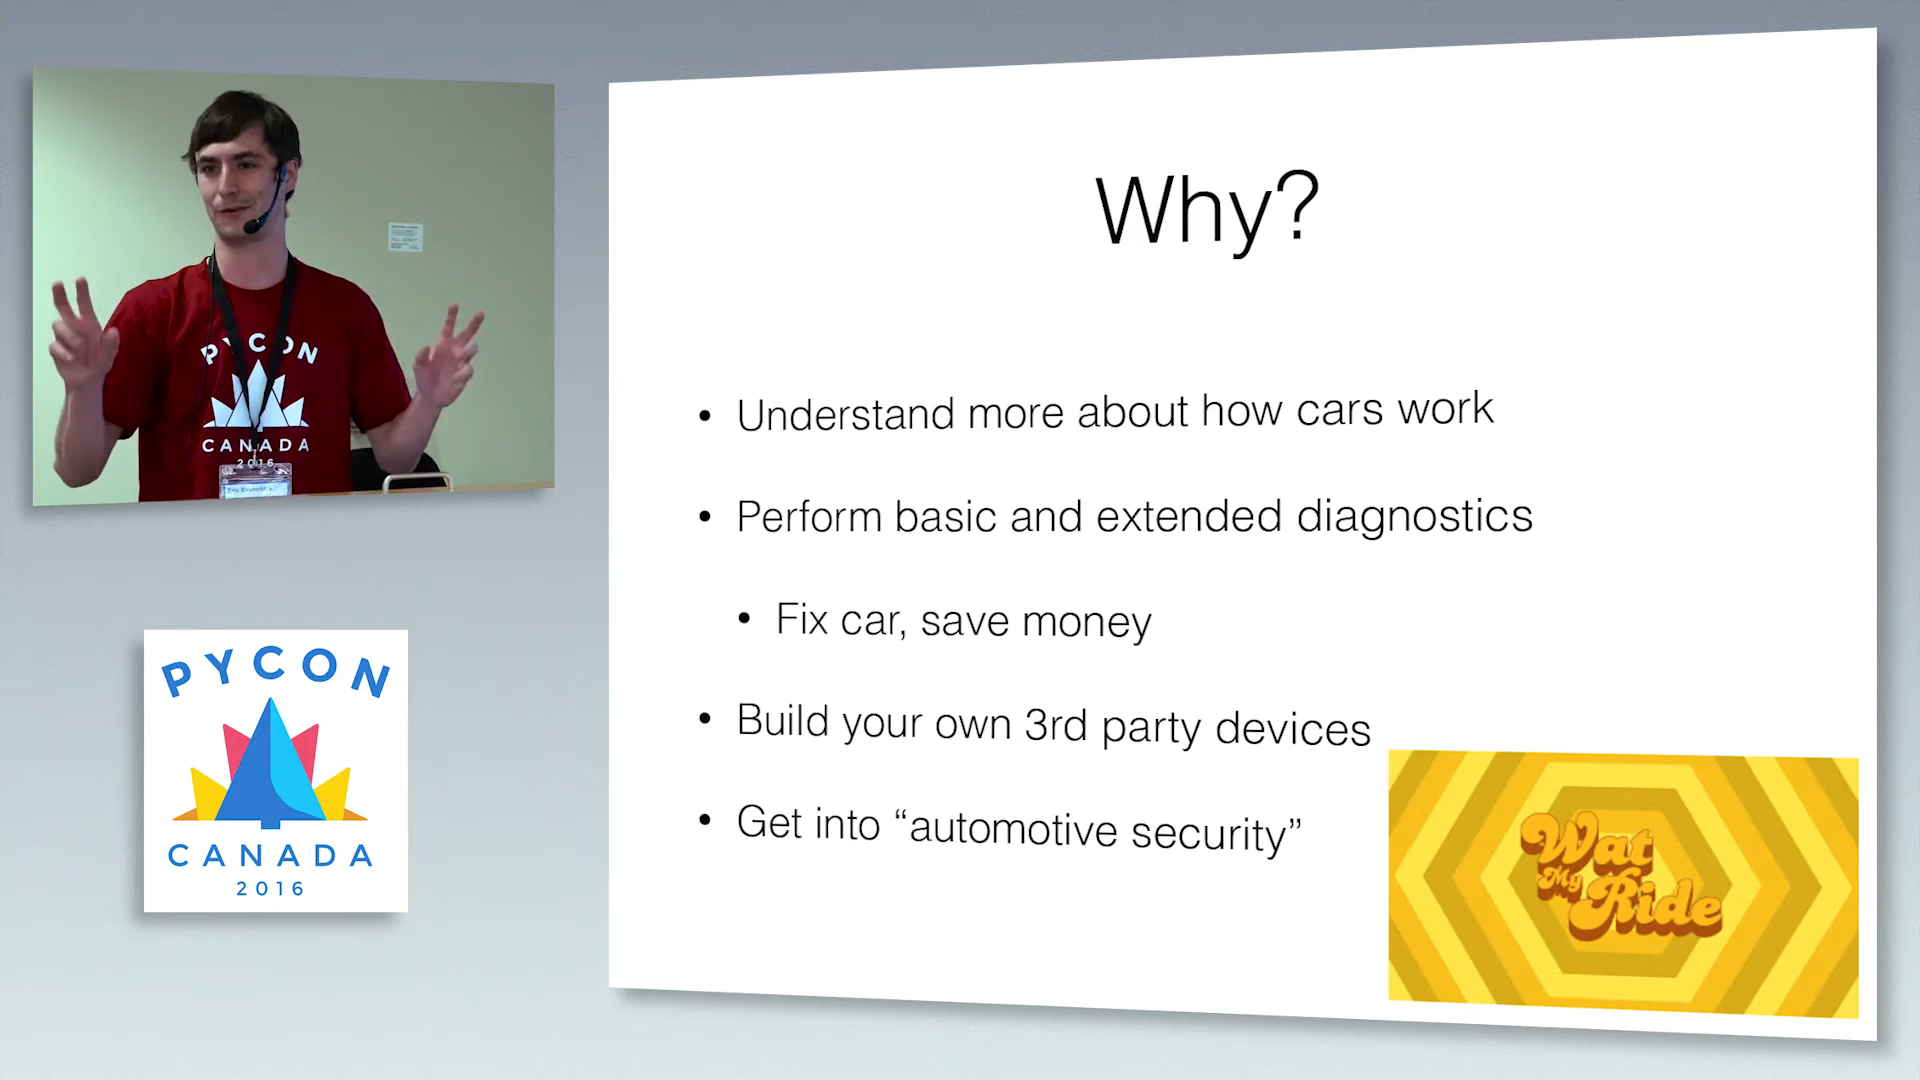 PYCON
CANADA
2016
PYCON
CANADA
2016
Why?
• Understand more about how cars work
• Perform basic and extended diagnostics
• Fix car, save money
• Build your own 3rd party devices
• Get into “automotive security”
Wat
My
Ride